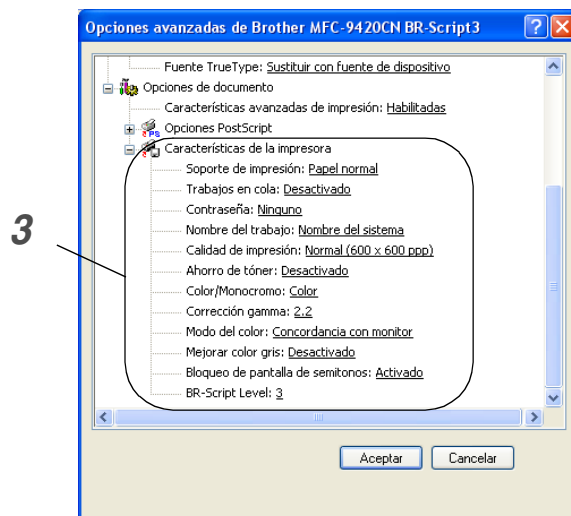 Opciones avanzadas de Brother MFC-9420CN BR-Script3
Fuente TrueType: Sustituir con fuente de dispositivo
Opciones de documento
Características avanzadas de impresión: Habilitadas
Opciones PostScript
Características de la impresora
Soporte de impresión: Papel normal
Trabajos en cola: Desactivado
Contraseña: Ninguno
Nombre del trabajo: Nombre del sistema
Calidad de impresión: Normal (600 x 600 ppp)
Ahorro de tóner: Desactivado
Color/Monocromo: Color
Corrección gamma: 2.2
Modo del color: Concordancia con monitor
Mejorar color gris: Desactivado
Bloqueo de pantalla de semitonos: Activado
BR-Script Level: 3
3
Aceptar Cancelar